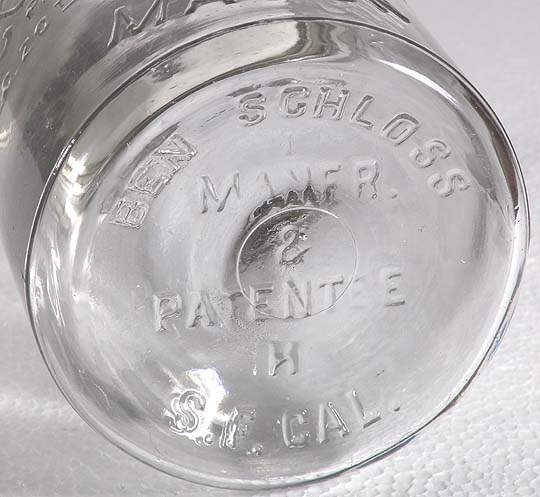 BEN SCHLOSS
MANFR.
&
PATENTEE
H
S.F. CAL.